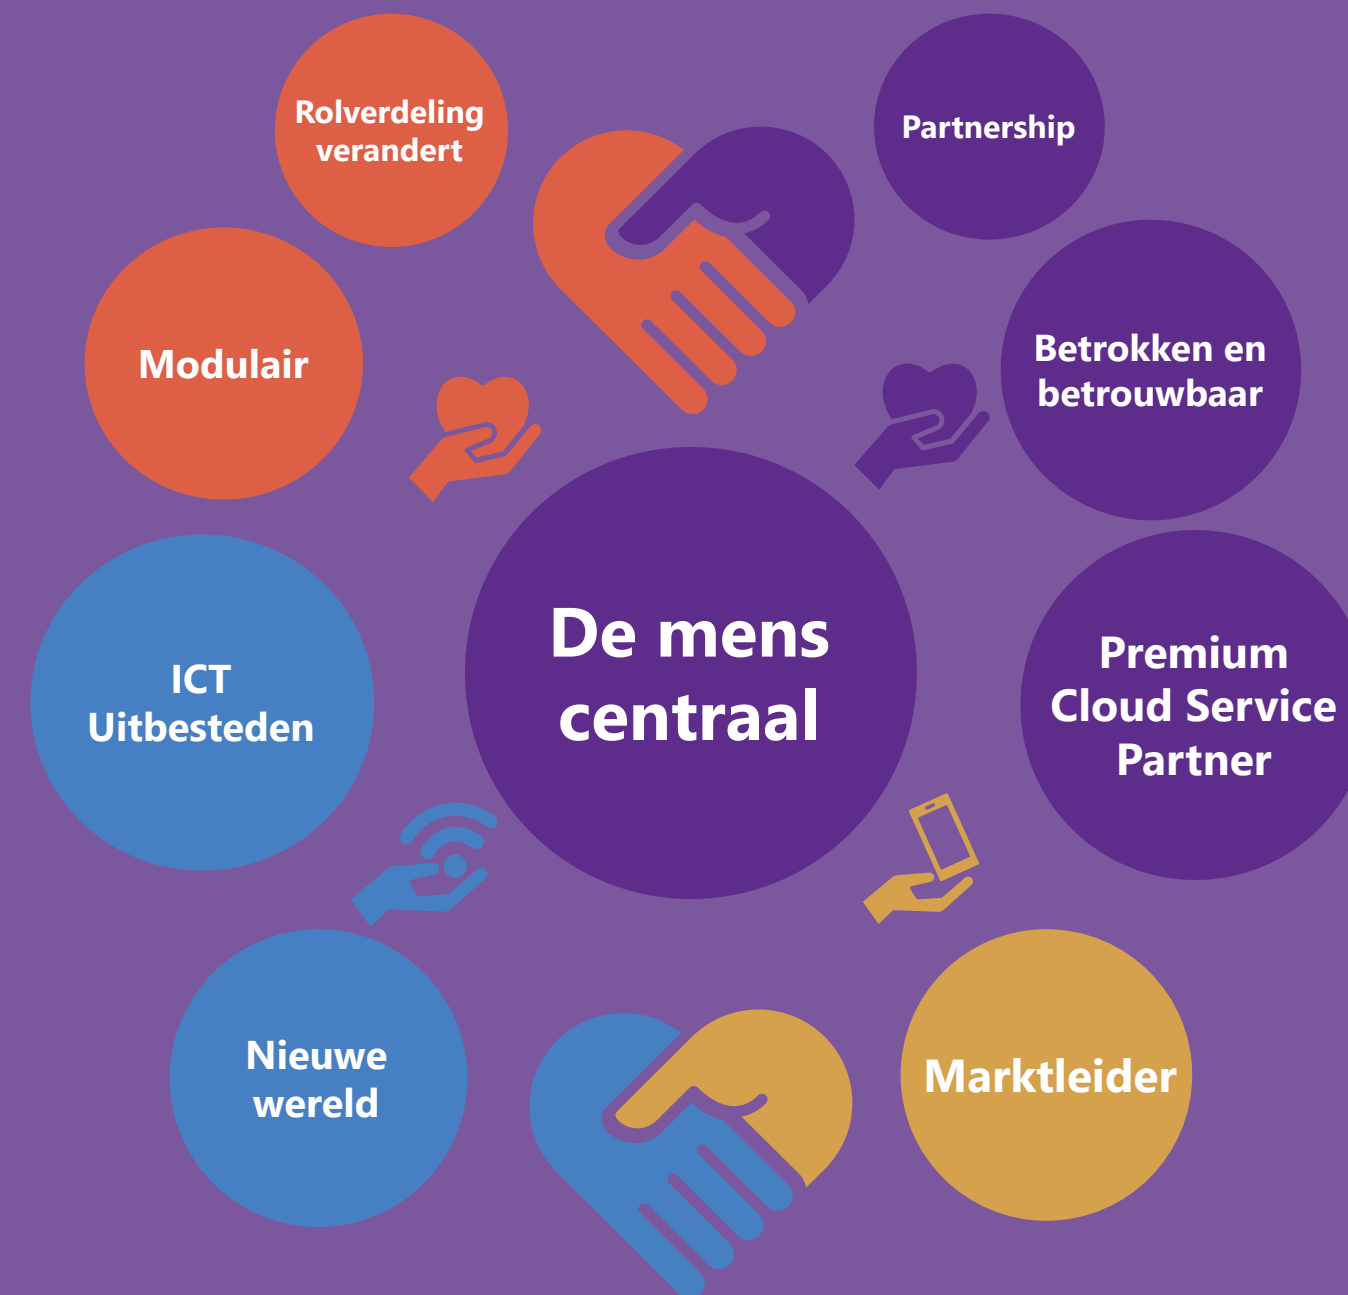 Rolverdeling
verandert
Partnership
Modulair
Betrokken en
betrouwbaar
De mens
centraal
ICT
Uitbesteden
Premium
Cloud Service
Partner
Nieuwe
wereld
Marktleider